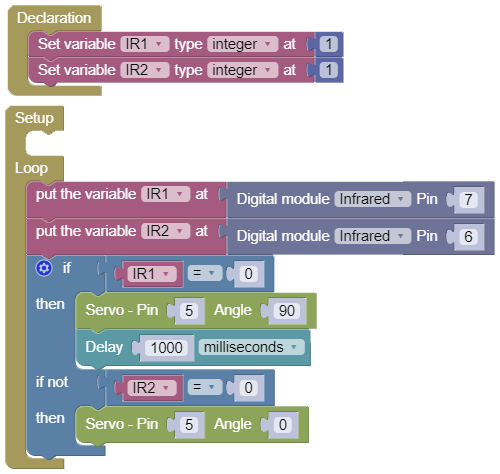 Declaration
Set variable IR1 type integer at 1
Set variable IR2 type integer at 1
Setup
Loop
put the variable IR1 at Digital module Infrared Pin 7
put the variable IR2 at Digital module Infrared Pin 6
if IR1 = 0
then Servo - Pin 5 Angle 90
Delay 1000 milliseconds
if not IR2 = 0
then Servo - Pin 5 Angle 0